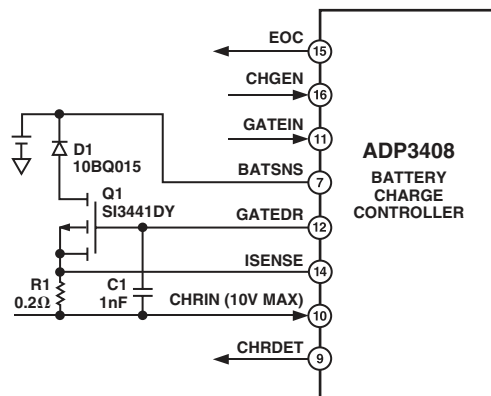 EOC
15
CHGEN
16
GATEIN
11
BATSNS
7
GATEDR
12
ISENSE
14
CHRIN (10V MAX)
10
CHRDET
9
ADP3408
BATTERY
CHARGE
CONTROLLER
D1
10BQ015
Q1
SI3441DY
R1
0.2Ω
C1
1nF